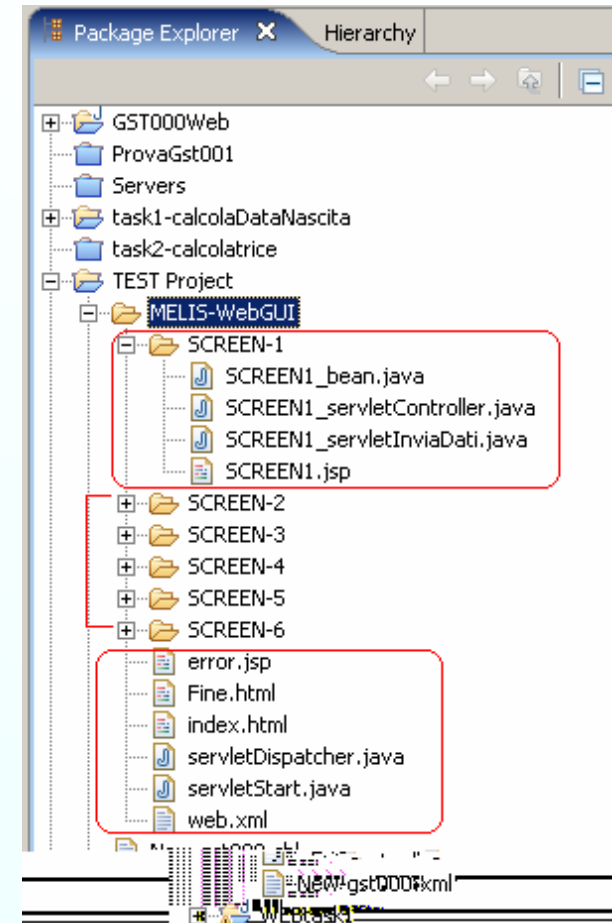 Package Explorer Hierarchy
GST000Web
ProvaGst001
Servers
task1-calcolaDataNascita
task2-calcolatrice
TEST Project
MELIS-WebGUI
SCREEN-1
SCREEN1_bean.java
SCREEN1_servletController.java
SCREEN1_servletInviaDati.java
SCREEN1.jsp
SCREEN-2
SCREEN-3
SCREEN-4
SCREEN-5
SCREEN-6
error.jsp
Fine.html
index.html
servletDispatcher.java
servletStart.java
web.xml